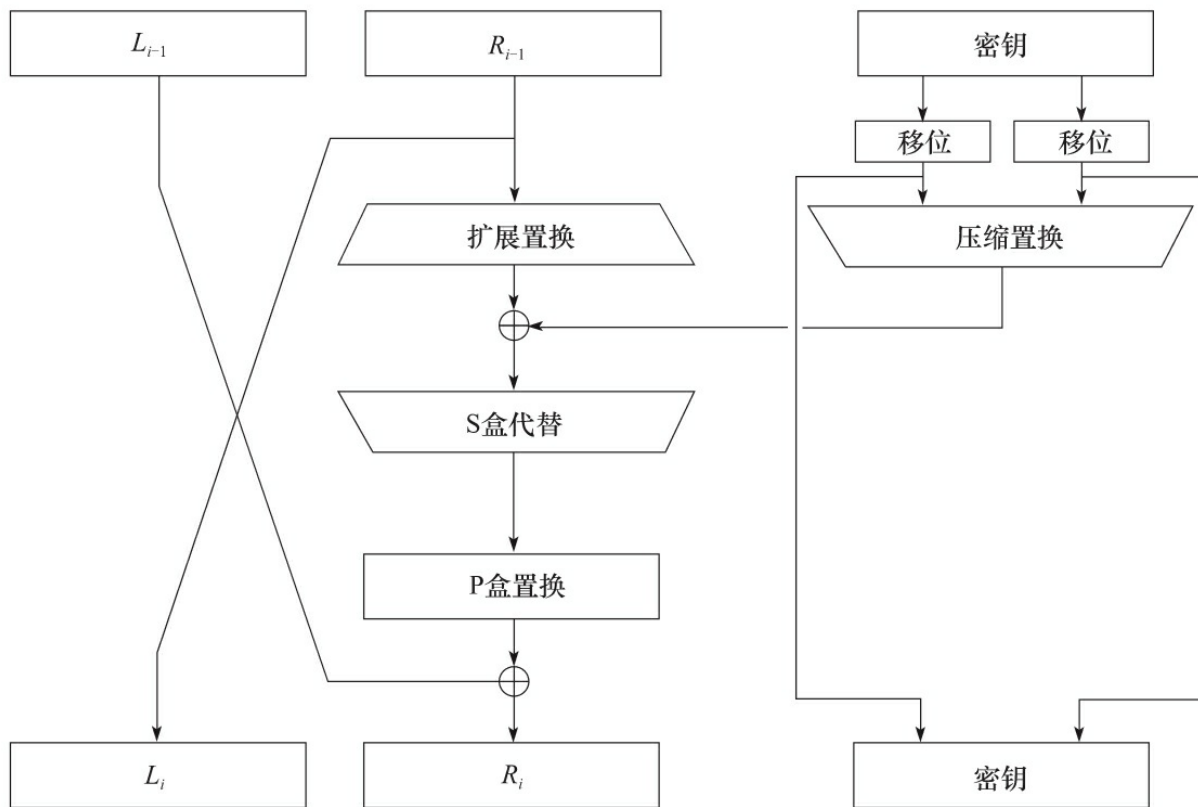 L_{i-1} R_{i-1} 密钥
移位 移位
扩展置换 压缩置换
S盒代替
P盒置换
L_i R_i 密钥